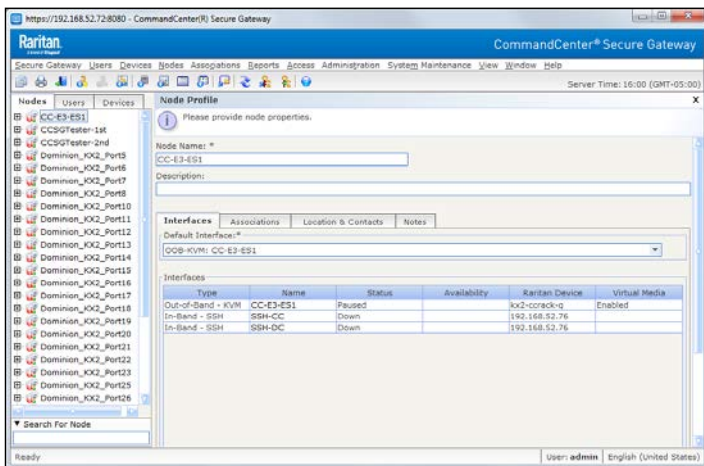 https://192.168.52.72:8080 - CommandCenter(R) Secure Gateway
Raritan.
CommandCenter® Secure Gateway
Secure Gateway Users Devices Nodes Associations Reports Access Administration System Maintenance View Window Help
Server Time: 16:00 (GMT-05:00)
Nodes Users Devices
CC-E3-ES1
CCSGTester-1st
CCSGTester-2nd
Dominion_KX2_Port5
Dominion_KX2_Port6
Dominion_KX2_Port7
Dominion_KX2_Port8
Dominion_KX2_Port10
Dominion_KX2_Port11
Dominion_KX2_Port12
Dominion_KX2_Port13
Dominion_KX2_Port14
Dominion_KX2_Port15
Dominion_KX2_Port16
Dominion_KX2_Port17
Dominion_KX2_Port18
Dominion_KX2_Port19
Dominion_KX2_Port20
Dominion_KX2_Port21
Dominion_KX2_Port22
Dominion_KX2_Port23
Dominion_KX2_Port25
Dominion_KX2_Port26
Search For Node
Node Profile X
Please provide node properties.
Node Name: *
CC-E3-ES1
Description:
Interfaces Associations Location & Contacts Notes
Default Interface:*
OOB-KVM: CC-E3-ES1
Interfaces
Type Name Status Availability Raritan Device Virtual Media
Out-of-Band - KVM CC-E3-ES1 Paused kx2-ccrack-q Enabled
In-Band - SSH SSH-CC Down 192.168.52.76
In-Band - SSH SSH-DC Down 192.168.52.76
Ready
User: admin English (United States)